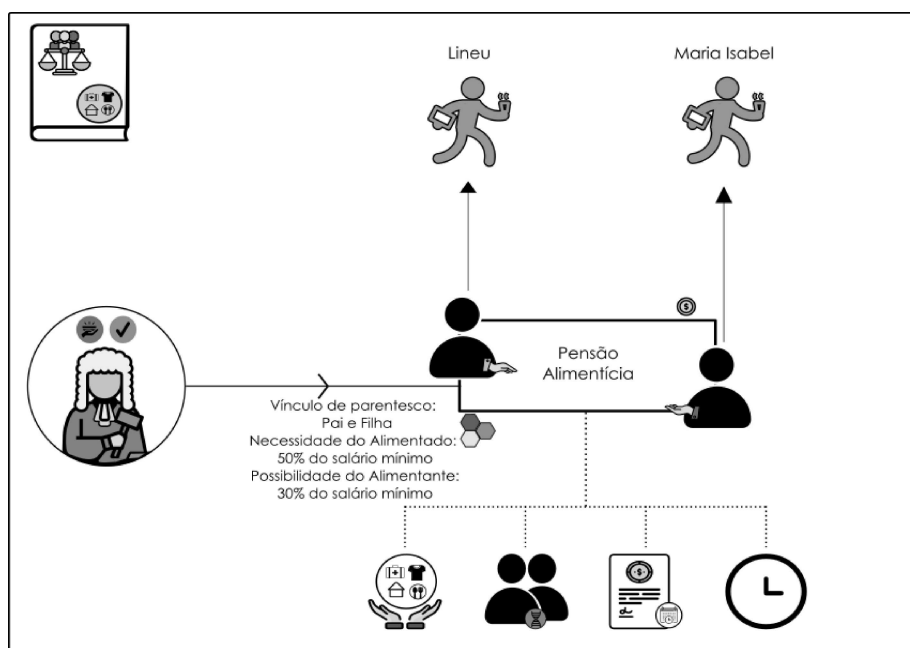 Lineu
Maria Isabel
Pensão
Alimentícia
Vínculo de parentesco:
Pai e Filha
Necessidade do Alimentado:
50% do salário mínimo
Possibilidade do Alimentante:
30% do salário mínimo